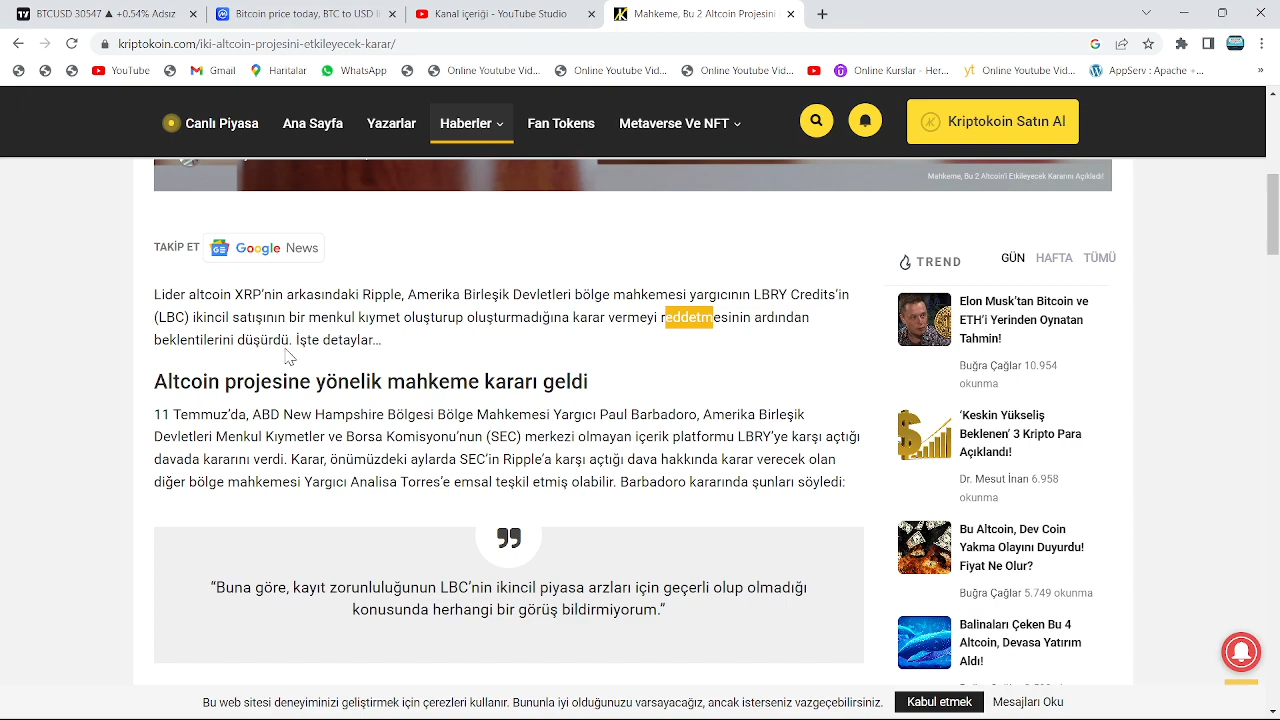 BTCUSD 30547 ▲ 0% Adsız
Bitcoin price today, BTC to USD l
Kanal İçeriği - YouTube Studio
Mahkeme, Bu 2 Altcoin Projesini
kriptokoin.com/iki-altcoin-projesini-etkileyecek-karar/
YouTube
Gmail
Haritalar
WhatsApp
Online Youtube Vid...
Online Youtube Vid...
Online Youtube Vid...
Online Kurslar - He...
yt Online Youtube Vid...
AppServ : Apache +...
»
Canlı Piyasa
Ana Sayfa
Yazarlar
Haberler
Fan Tokens
Metaverse Ve NFT
Kriptokoin Satın Al
Mahkeme, Bu 2 Altcoin'i Etkileyecek Kararını Açıkladı!
TAKİP ET Google News
Lider altcoin XRP’nin arkasındaki Ripple, Amerika Birleşik Devletleri bölge mahkemesi yargıcının LBRY Credits’in
(LBC) ikincil satışının bir menkul kıymet oluşturup oluşturmadığına karar vermeyi reddetmesinin ardından
beklentilerini düşürdü. İşte detaylar…
Altcoin projesine yönelik mahkeme kararı geldi
11 Temmuz’da, ABD New Hampshire Bölgesi Bölge Mahkemesi Yargıcı Paul Barbadoro, Amerika Birleşik
Devletleri Menkul Kıymetler ve Borsa Komisyonu’nun (SEC) merkezi olmayan içerik platformu LBRY’ye karşı açtığı
davada kararını verdi. Karar, önümüzdeki aylarda SEC’in Ripple’a karşı açtığı dava hakkında karar verecek olan
diğer bölge mahkemesi Yargıcı Analisa Torres’e emsal teşkil etmiş olabilir. Barbadoro kararında şunları söyledi:
“Buna göre, kayıt zorunluluğunun LBC’nin ikincil piyasa arzları için geçerli olup olmadığı
konusunda herhangi bir görüş bildirmiyorum.”
TREND
GÜN HAFTA TÜMÜ
Elon Musk’tan Bitcoin ve
ETH’i Yerinden Oynatan
Tahmin!
Buğra Çağlar 10.954
okunma
‘Keskin Yükseliş
Beklenen’ 3 Kripto Para
Açıklandı!
Dr. Mesut İnan 6.958
okunma
Bu Altcoin, Dev Coin
Yakma Olayını Duyurdu!
Fiyat Ne Olur?
Buğra Çağlar 5.749 okunma
Balinaları Çeken Bu 4
Altcoin, Devasa Yatırım
Aldı!
Bu web sitesi deneyiminizi geliştirmek için çerezleri kullanır. Bununla iyi olduğunuzu varsayacağız, ancak isterseniz vazgeçebilirsiniz.
Kabul etmek
Mesajları Oku